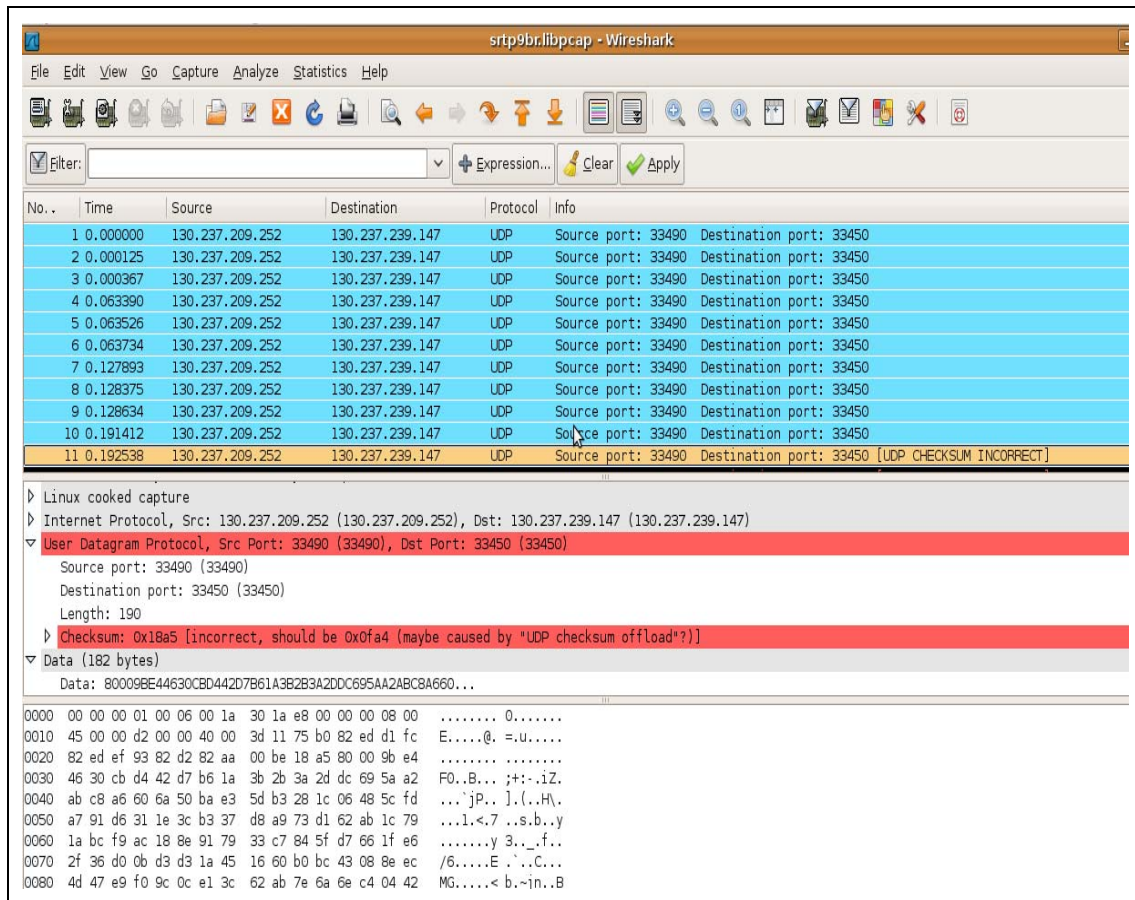 srtp9br.libpcap - Wireshark
File Edit View Go Capture Analyze Statistics Help
Filter: Expression... Clear Apply
No. . Time Source Destination Protocol Info
1 0.000000 130.237.209.252 130.237.239.147 UDP Source port: 33490 Destination port: 33450
2 0.000125 130.237.209.252 130.237.239.147 UDP Source port: 33490 Destination port: 33450
3 0.000367 130.237.209.252 130.237.239.147 UDP Source port: 33490 Destination port: 33450
4 0.063390 130.237.209.252 130.237.239.147 UDP Source port: 33490 Destination port: 33450
5 0.063526 130.237.209.252 130.237.239.147 UDP Source port: 33490 Destination port: 33450
6 0.063734 130.237.209.252 130.237.239.147 UDP Source port: 33490 Destination port: 33450
7 0.127893 130.237.209.252 130.237.239.147 UDP Source port: 33490 Destination port: 33450
8 0.128375 130.237.209.252 130.237.239.147 UDP Source port: 33490 Destination port: 33450
9 0.128634 130.237.209.252 130.237.239.147 UDP Source port: 33490 Destination port: 33450
10 0.191412 130.237.209.252 130.237.239.147 UDP Source port: 33490 Destination port: 33450
11 0.192538 130.237.209.252 130.237.239.147 UDP Source port: 33490 Destination port: 33450 [UDP CHECKSUM INCORRECT]
Linux cooked capture
Internet Protocol, Src: 130.237.209.252 (130.237.209.252), Dst: 130.237.239.147 (130.237.239.147)
User Datagram Protocol, Src Port: 33490 (33490), Dst Port: 33450 (33450)
Source port: 33490 (33490)
Destination port: 33450 (33450)
Length: 190
Checksum: 0x18a5 [incorrect, should be 0x0fa4 (maybe caused by "UDP checksum offload"?)]
Data (182 bytes)
Data: 80009BE44630CBD442D7B61A3B2B3A2DDC695AA2ABC8A660...
0000 00 00 00 01 00 06 00 1a 30 1a e8 00 00 00 08 00 ........ 0.......
0010 45 00 00 d2 00 00 40 00 3d 11 75 b0 82 ed d1 fc E.....@. =.u.....
0020 82 ed ef 93 82 d2 82 aa 00 be 18 a5 80 00 9b e4 ........ ........
0030 46 30 cb d4 42 d7 b6 1a 3b 2b 3a 2d dc 69 5a a2 F0..B... ;+:-.iZ.
0040 ab c8 a6 60 6a 50 ba e3 5d b3 28 1c 06 48 5c fd ...`jP.. ].(..H\.
0050 a7 91 d6 31 1e 3c b3 37 d8 a9 73 d1 62 ab 1c 79 ...1.<.7 ..s.b..y
0060 1a bc f9 ac 18 8e 91 79 33 c7 84 5f d7 66 1f e6 .......y 3.._.f..
0070 2f 36 d0 0b d3 d3 1a 45 16 60 b0 bc 43 08 8e ec /6.....E .`..C...
0080 4d 47 e9 f0 9c 0c e1 3c 62 ab 7e 6a 6e c4 04 42 MG.....< b.~jn..B